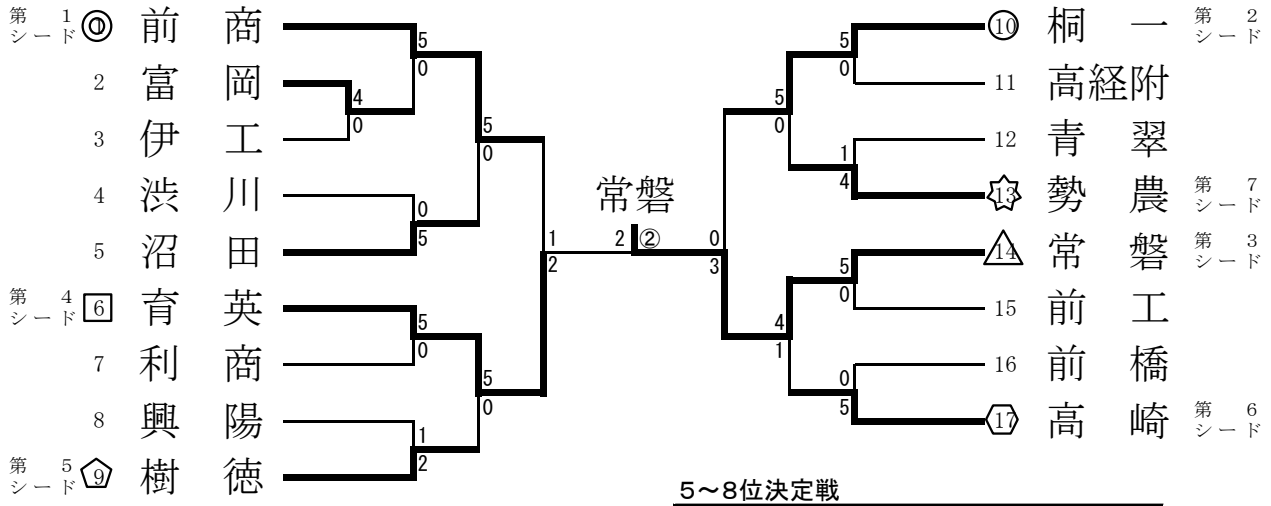 第1シード ① 前商
2 富岡
3 伊工
4 渋川
5 沼田
第4シード 6 育英
7 利商
8 興陽
第5シード 9 樹徳
5
0
4
0
0
5
5
0
1
2
5
0
5
0
1
2
常磐
2 ②
0
3
5
0
4
1
5
0
1
4
5
0
0
5
10 桐一 第2シード
11 高経附
12 青翠
13 勢農 第7シード
14 常磐 第3シード
15 前工
16 前橋
17 高崎 第6シード
5～8位決定戦